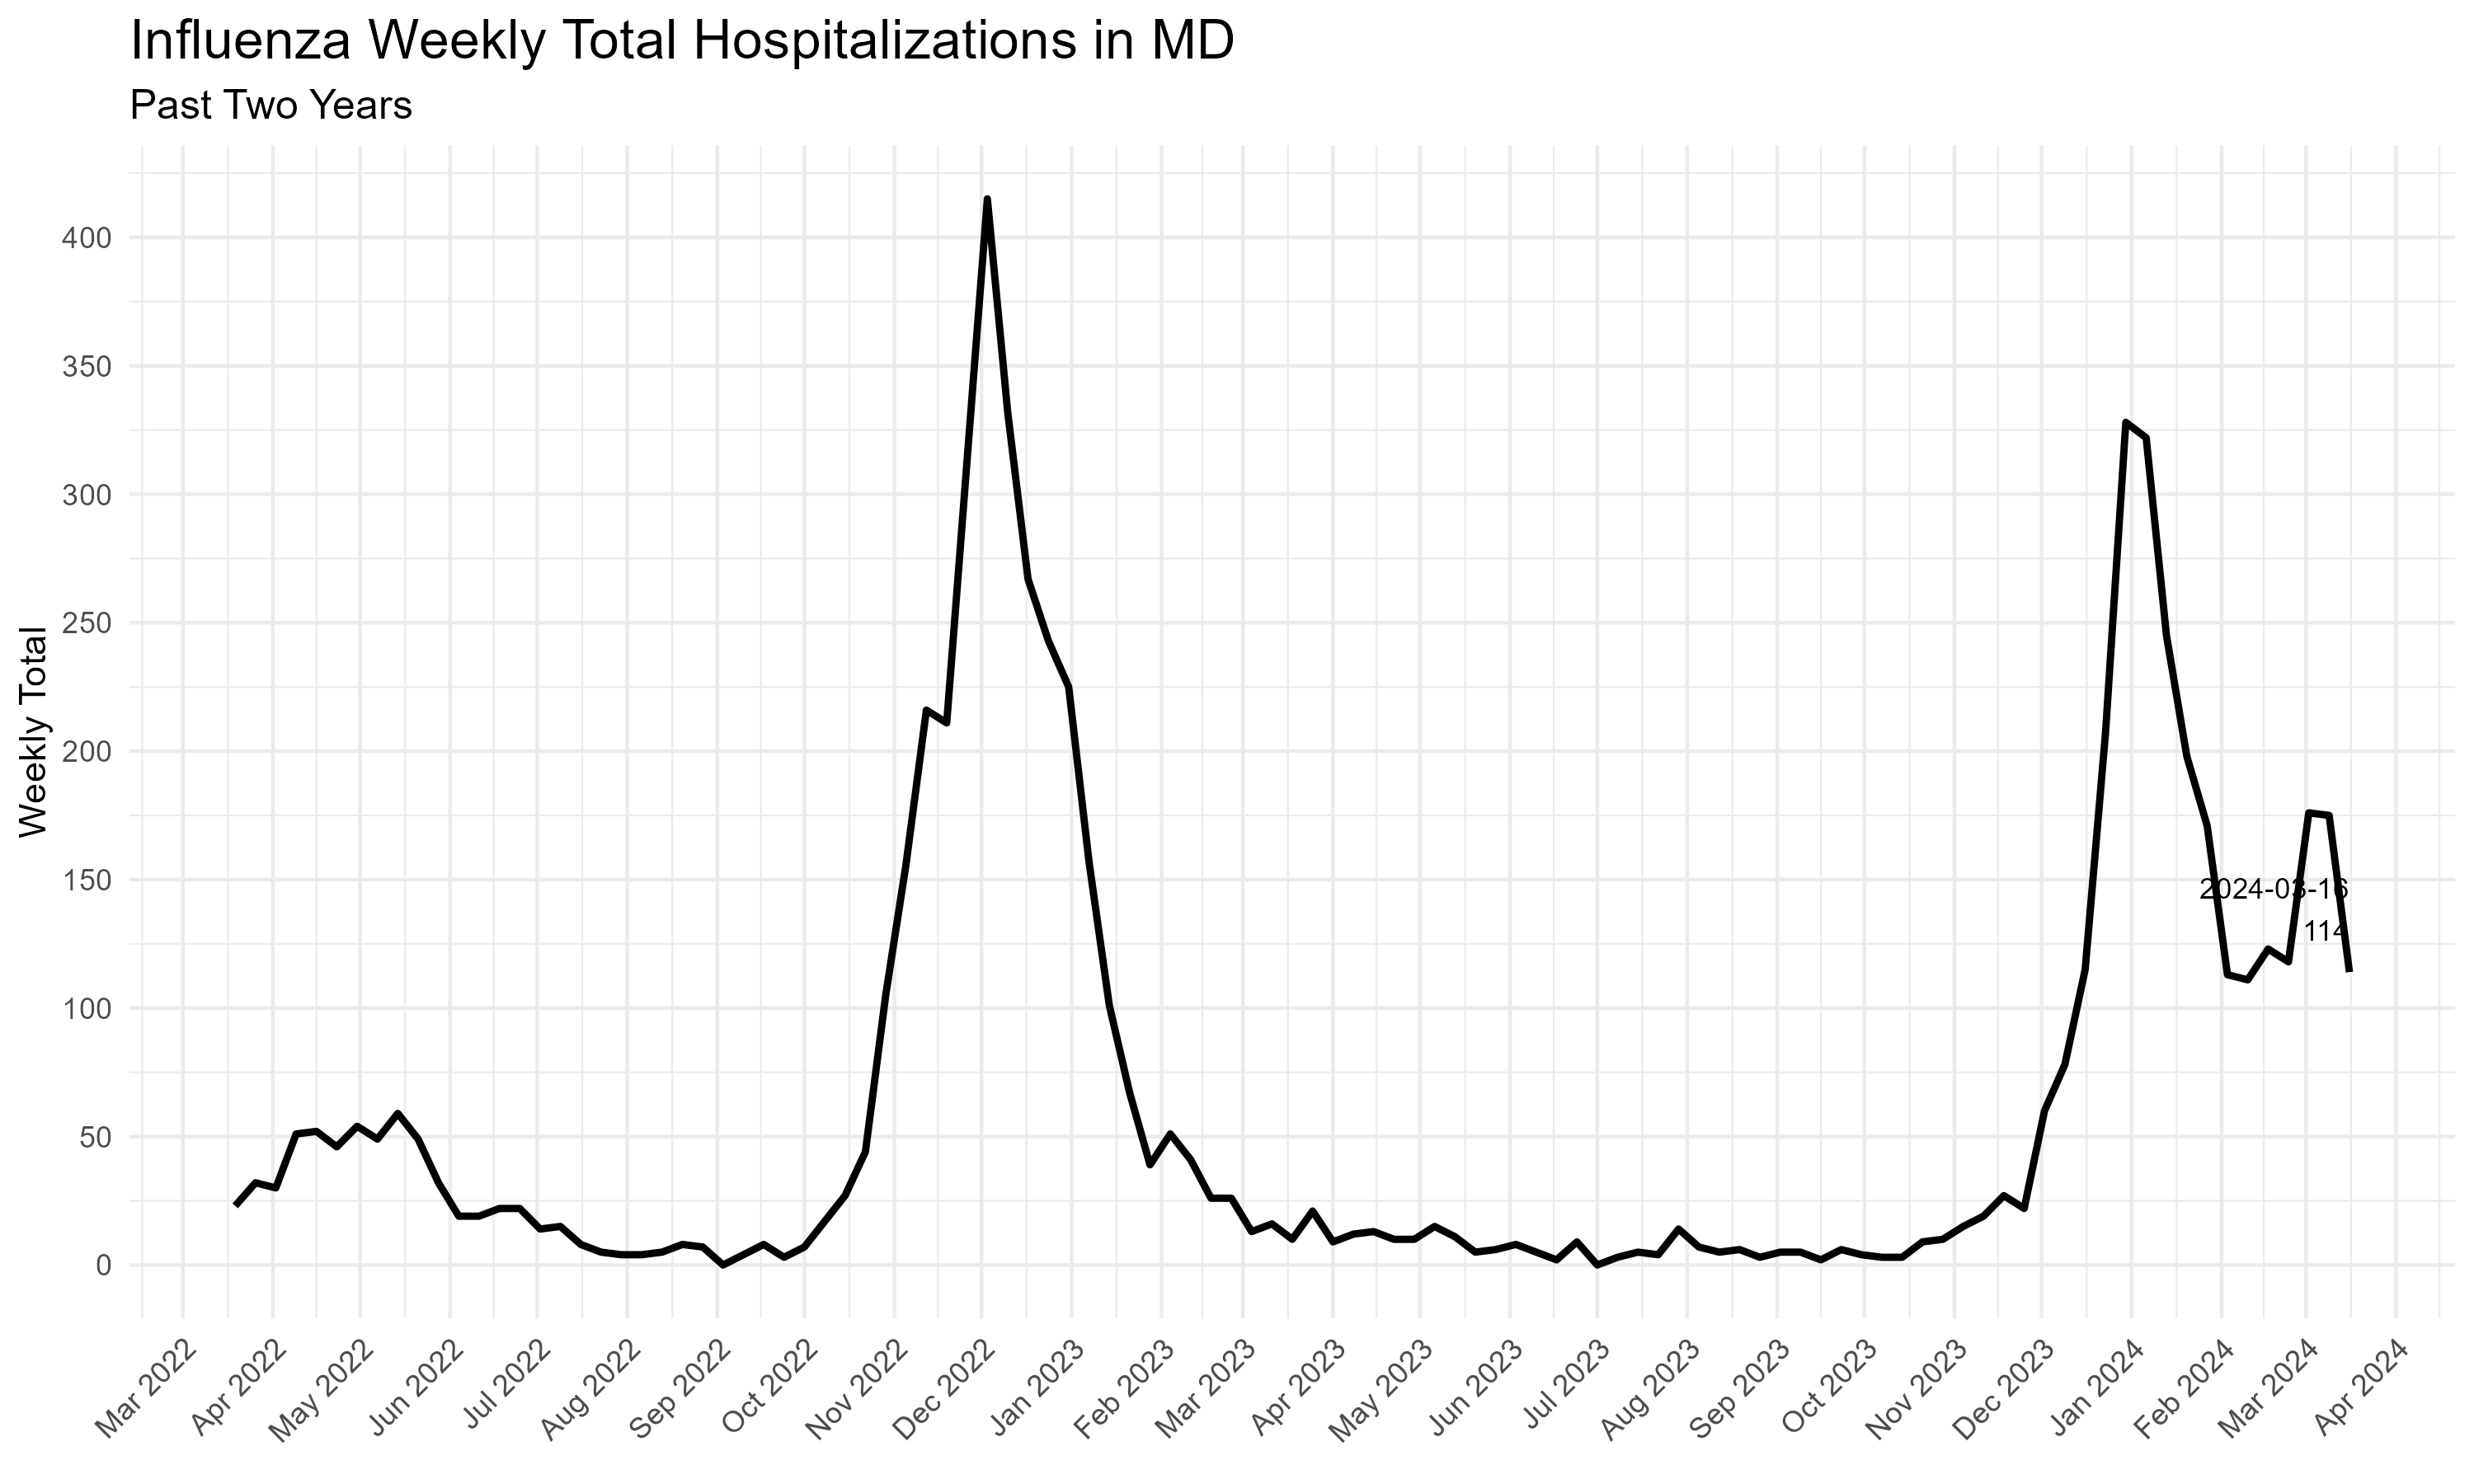 Influenza Weekly Total Hospitalizations in MD
Past Two Years
Weekly Total
400
350
300
250
200
150
100
50
0
2024-03-16
114
Mar 2022
Apr 2022
May 2022
Jun 2022
Jul 2022
Aug 2022
Sep 2022
Oct 2022
Nov 2022
Dec 2022
Jan 2023
Feb 2023
Mar 2023
Apr 2023
May 2023
Jun 2023
Jul 2023
Aug 2023
Sep 2023
Oct 2023
Nov 2023
Dec 2023
Jan 2024
Feb 2024
Mar 2024
Apr 2024